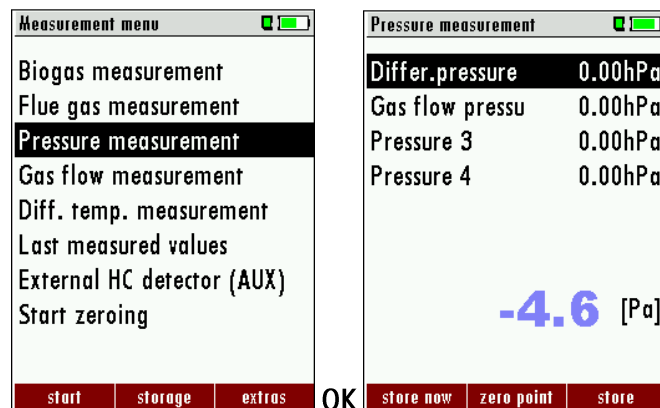 Measurement menu
Biogas measurement
Flue gas measurement
Pressure measurement
Gas flow measurement
Diff. temp. measurement
Last measured values
External HC detector (AUX)
Start zeroing
start storage extras
OK
Pressure measurement
Differ.pressure 0.00hPa
Gas flow pressu 0.00hPa
Pressure 3 0.00hPa
Pressure 4 0.00hPa
-4.6 [Pa]
store now zero point store